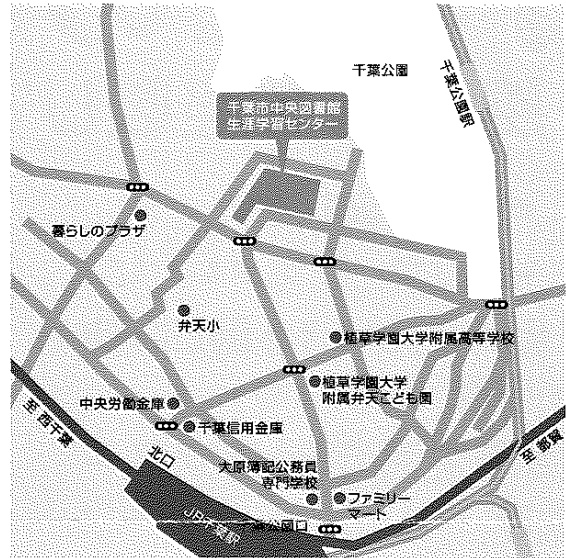 千葉公園
千葉公園駅
千葉市中央図書館
生涯学習センター
暮らしのプラザ
弁天小
植草学園大学附属高等学校
植草学園大学
附属弁天こども園
中央労働金庫
千葉信用金庫
至 西千葉
北口
大原簿記公務員
専門学校
ファミリー
マート
至 都賀
JR千葉駅
千葉公園口